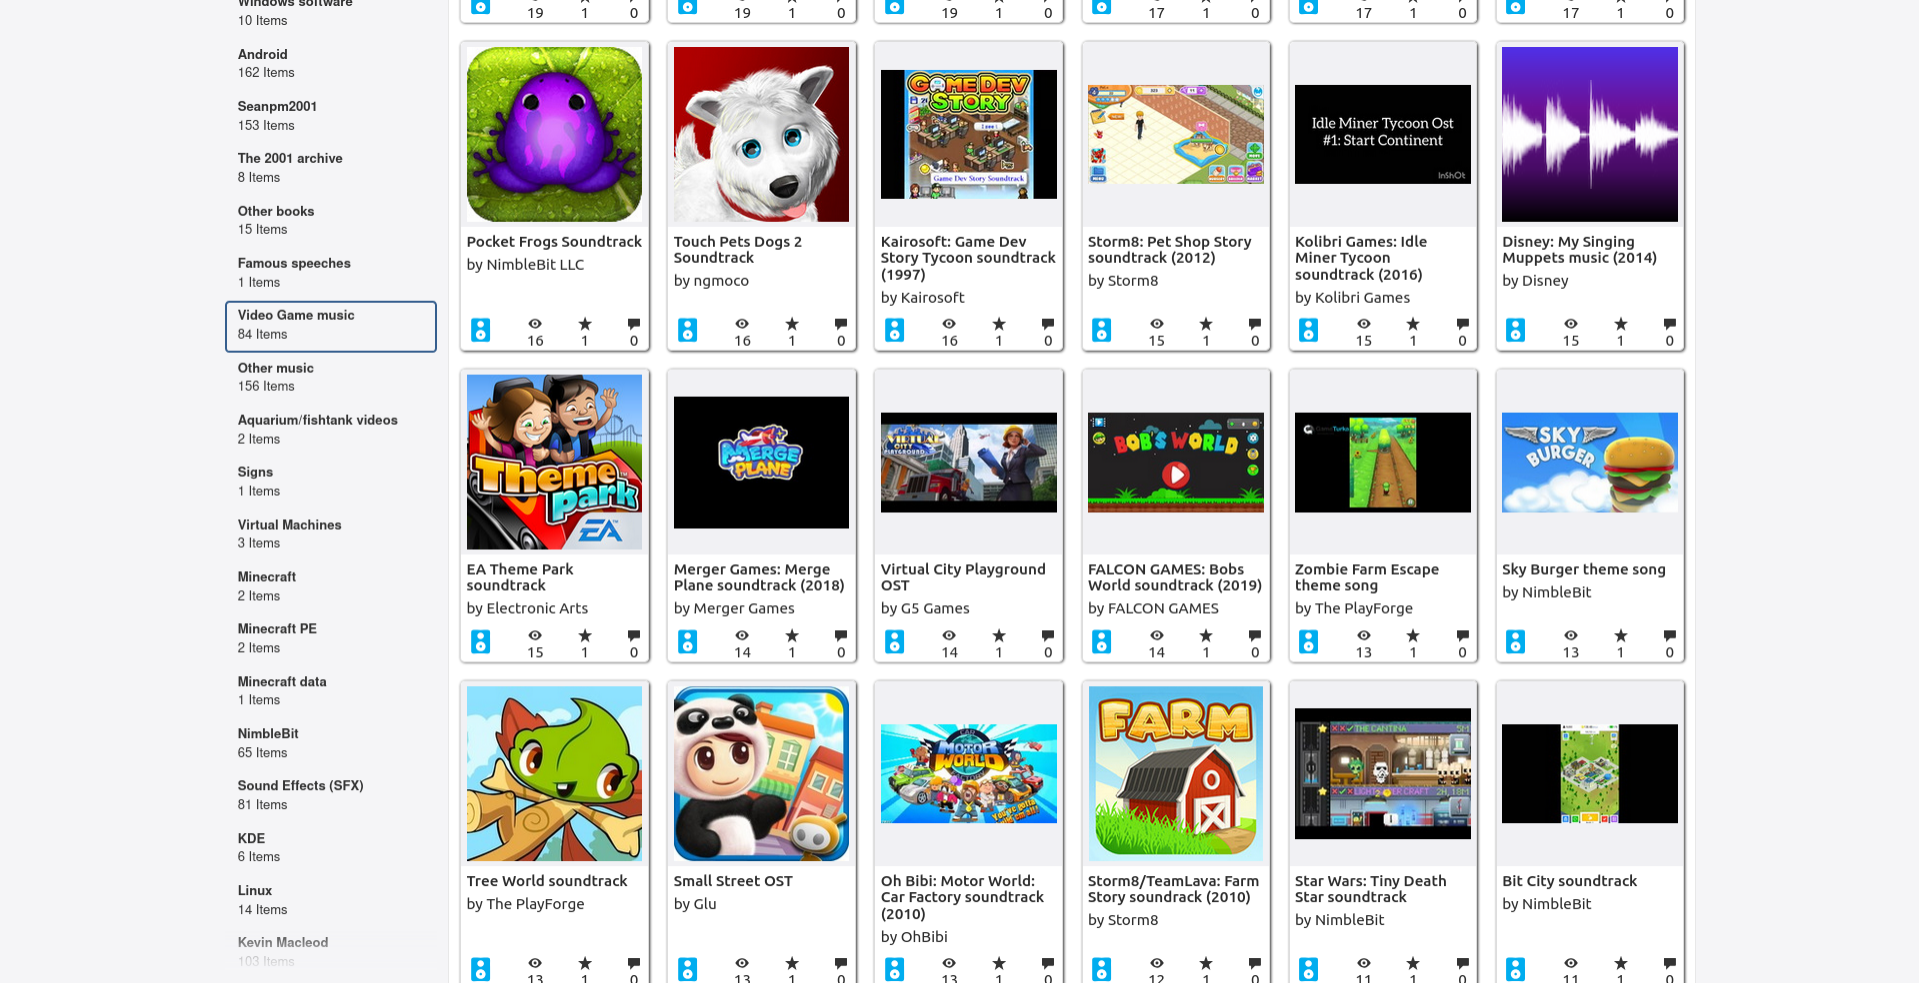 Windows software
10 Items
Android
162 Items
Seanpm2001
153 Items
The 2001 archive
8 Items
Other books
15 Items
Famous speeches
1 Items
Video Game music
84 Items
Other music
156 Items
Aquarium/fishtank videos
2 Items
Signs
1 Items
Virtual Machines
3 Items
Minecraft
2 Items
Minecraft PE
2 Items
Minecraft data
1 Items
NimbleBit
65 Items
Sound Effects (SFX)
81 Items
KDE
6 Items
Linux
14 Items
Kevin Macleod
103 Items
19 1 0
19 1 0
19 1 0
17 1 0
17 1 0
17 1 0
Pocket Frogs Soundtrack
by NimbleBit LLC
16 1 0
Touch Pets Dogs 2
Soundtrack
by ngmoco
16 1 0
GAME DEV
STORY
Game Dev Story Soundtrack
Kairosoft: Game Dev
Story Tycoon soundtrack
(1997)
by Kairosoft
16 1 0
MENU
Storm8: Pet Shop Story
soundtrack (2012)
by Storm8
15 1 0
Idle Miner Tycoon Ost
#1: Start Continent
InShOt
Kolibri Games: Idle
Miner Tycoon
soundtrack (2016)
by Kolibri Games
15 1 0
Disney: My Singing
Muppets music (2014)
by Disney
15 1 0
Theme
park
EA
EA Theme Park
soundtrack
by Electronic Arts
15 1 0
MERGE
PLANE
Merger Games: Merge
Plane soundtrack (2018)
by Merger Games
14 1 0
VIRTUAL
CITY
PLAYGROUND
Virtual City Playground
OST
by G5 Games
14 1 0
BOB'S WORLD
FALCON GAMES: Bobs
World soundtrack (2019)
by FALCON GAMES
14 1 0
Zombie Farm Escape
theme song
by The PlayForge
13 1 0
SKY
BURGER
Sky Burger theme song
by NimbleBit
13 1 0
Tree World soundtrack
by The PlayForge
13 1 0
Small Street OST
by Glu
13 1 0
MOTOR
WORLD
Oh Bibi: Motor World:
Car Factory soundtrack
(2010)
by OhBibi
13 1 0
FARM
Storm8/TeamLava: Farm
Story soundrack (2010)
by Storm8
12 1 0
THE CANTINA 5M
2H, 18M
Star Wars: Tiny Death
Star soundtrack
by NimbleBit
11 1 0
Bit City soundtrack
by NimbleBit
11 1 0